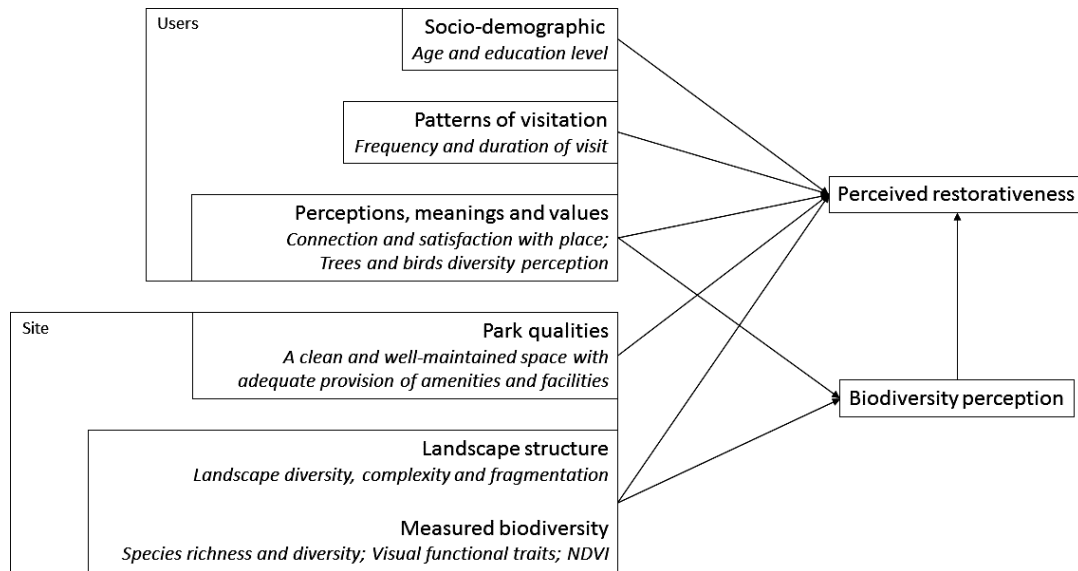 Users
Socio-demographic
Age and education level
Patterns of visitation
Frequency and duration of visit
Perceptions, meanings and values
Connection and satisfaction with place;
Trees and birds diversity perception
Site
Park qualities
A clean and well-maintained space with
adequate provision of amenities and facilities
Landscape structure
Landscape diversity, complexity and fragmentation
Measured biodiversity
Species richness and diversity; Visual functional traits; NDVI
Perceived restorativeness
Biodiversity perception